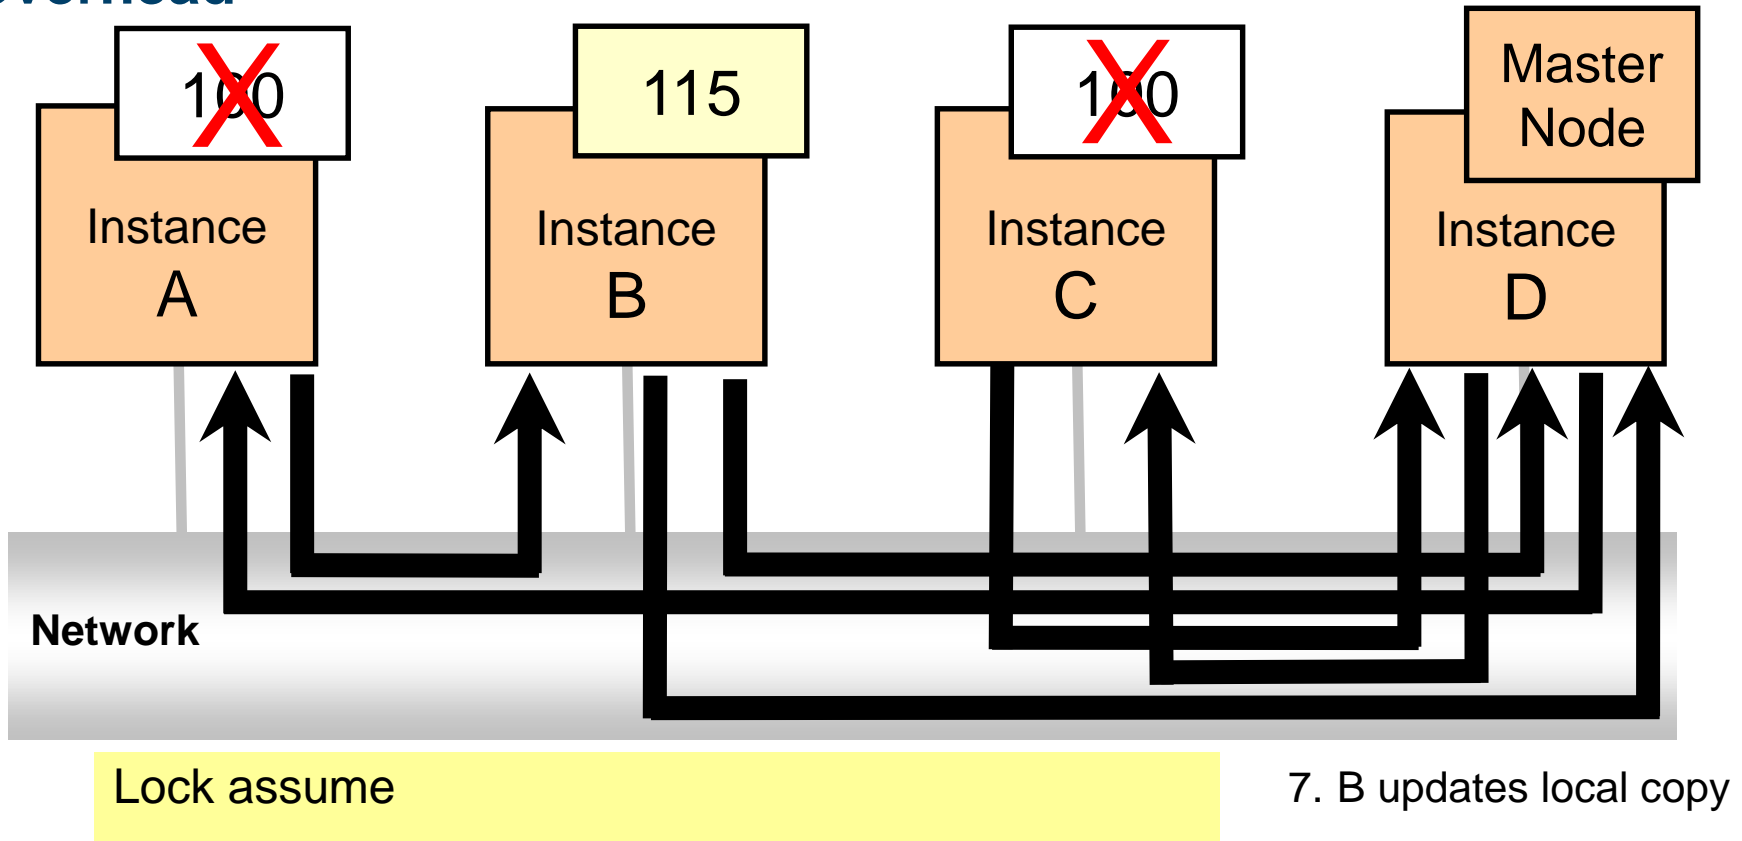 100
115
100
Master
Node
Instance
A
Instance
B
Instance
C
Instance
D
Network
Lock assume
7. B updates local copy